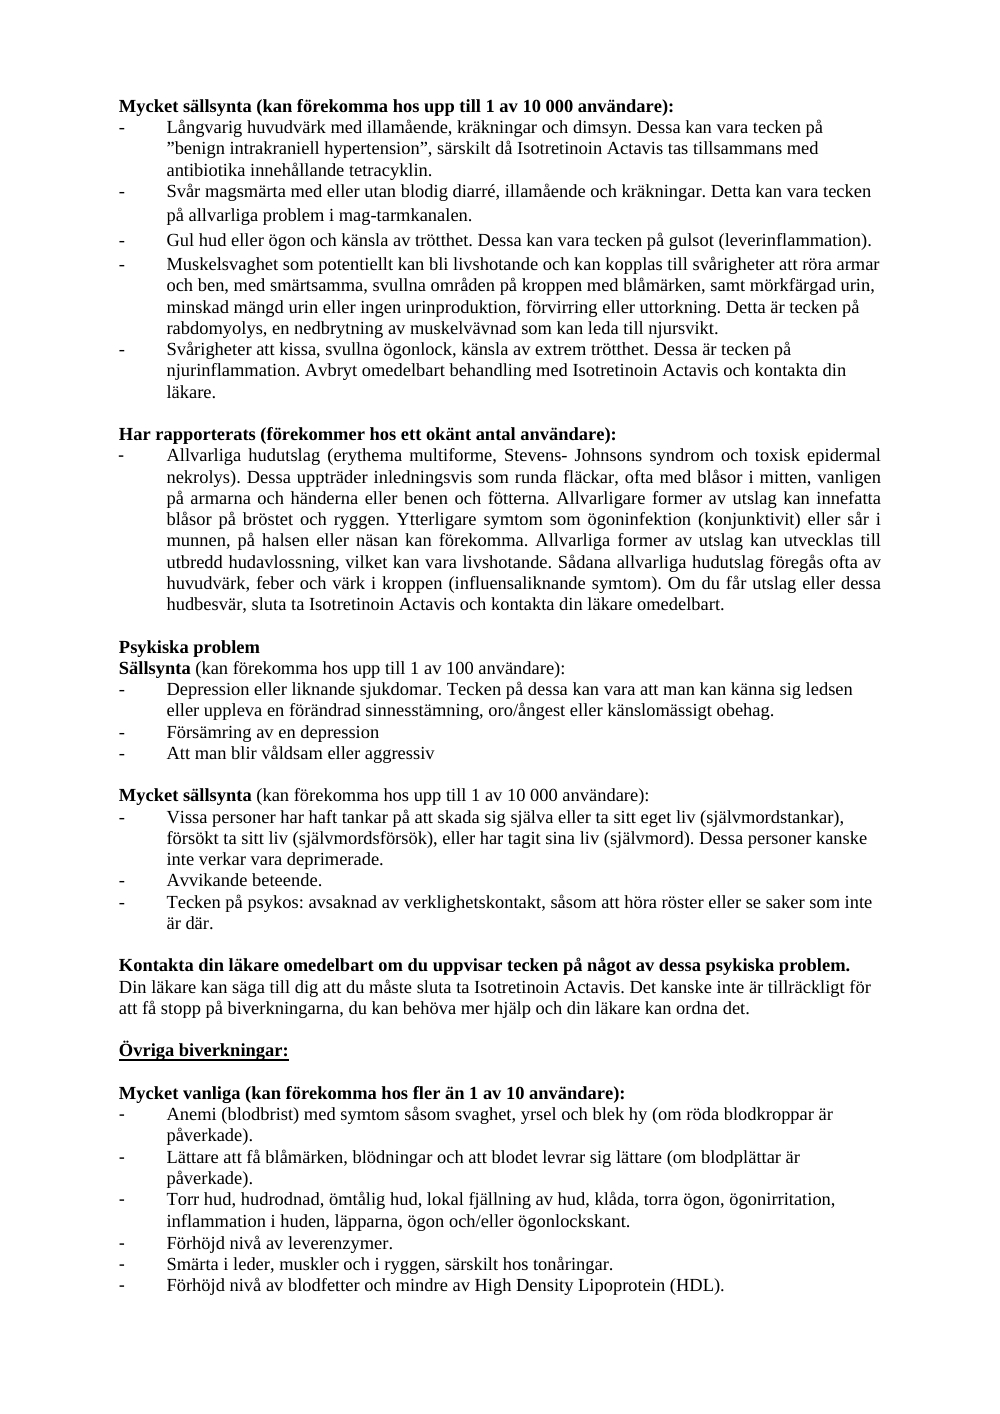 Mycket sällsynta (kan förekomma hos upp till 1 av 10 000 användare):
- Långvarig huvudvärk med illamående, kräkningar och dimsyn. Dessa kan vara tecken på
”benign intrakraniell hypertension”, särskilt då Isotretinoin Actavis tas tillsammans med
antibiotika innehållande tetracyklin.
- Svår magsmärta med eller utan blodig diarré, illamående och kräkningar. Detta kan vara tecken
på allvarliga problem i mag-tarmkanalen.
- Gul hud eller ögon och känsla av trötthet. Dessa kan vara tecken på gulsot (leverinflammation).
- Muskelsvaghet som potentiellt kan bli livshotande och kan kopplas till svårigheter att röra armar
och ben, med smärtsamma, svullna områden på kroppen med blåmärken, samt mörkfärgad urin,
minskad mängd urin eller ingen urinproduktion, förvirring eller uttorkning. Detta är tecken på
rabdomyolys, en nedbrytning av muskelvävnad som kan leda till njursvikt.
- Svårigheter att kissa, svullna ögonlock, känsla av extrem trötthet. Dessa är tecken på
njurinflammation. Avbryt omedelbart behandling med Isotretinoin Actavis och kontakta din
läkare.
Har rapporterats (förekommer hos ett okänt antal användare):
- Allvarliga hudutslag (erythema multiforme, Stevens- Johnsons syndrom och toxisk epidermal
nekrolys). Dessa uppträder inledningsvis som runda fläckar, ofta med blåsor i mitten, vanligen
på armarna och händerna eller benen och fötterna. Allvarligare former av utslag kan innefatta
blåsor på bröstet och ryggen. Ytterligare symtom som ögoninfektion (konjunktivit) eller sår i
munnen, på halsen eller näsan kan förekomma. Allvarliga former av utslag kan utvecklas till
utbredd hudavlossning, vilket kan vara livshotande. Sådana allvarliga hudutslag föregås ofta av
huvudvärk, feber och värk i kroppen (influensaliknande symtom). Om du får utslag eller dessa
hudbesvär, sluta ta Isotretinoin Actavis och kontakta din läkare omedelbart.
Psykiska problem
Sällsynta (kan förekomma hos upp till 1 av 100 användare):
- Depression eller liknande sjukdomar. Tecken på dessa kan vara att man kan känna sig ledsen
eller uppleva en förändrad sinnesstämning, oro/ångest eller känslomässigt obehag.
- Försämring av en depression
- Att man blir våldsam eller aggressiv
Mycket sällsynta (kan förekomma hos upp till 1 av 10 000 användare):
- Vissa personer har haft tankar på att skada sig själva eller ta sitt eget liv (självmordstankar),
försökt ta sitt liv (självmordsförsök), eller har tagit sina liv (självmord). Dessa personer kanske
inte verkar vara deprimerade.
- Avvikande beteende.
- Tecken på psykos: avsaknad av verklighetskontakt, såsom att höra röster eller se saker som inte
är där.
Kontakta din läkare omedelbart om du uppvisar tecken på något av dessa psykiska problem.
Din läkare kan säga till dig att du måste sluta ta Isotretinoin Actavis. Det kanske inte är tillräckligt för
att få stopp på biverkningarna, du kan behöva mer hjälp och din läkare kan ordna det.
Övriga biverkningar:
Mycket vanliga (kan förekomma hos fler än 1 av 10 användare):
- Anemi (blodbrist) med symtom såsom svaghet, yrsel och blek hy (om röda blodkroppar är
påverkade).
- Lättare att få blåmärken, blödningar och att blodet levrar sig lättare (om blodplättar är
påverkade).
- Torr hud, hudrodnad, ömtålig hud, lokal fjällning av hud, klåda, torra ögon, ögonirritation,
inflammation i huden, läpparna, ögon och/eller ögonlockskant.
- Förhöjd nivå av leverenzymer.
- Smärta i leder, muskler och i ryggen, särskilt hos tonåringar.
- Förhöjd nivå av blodfetter och mindre av High Density Lipoprotein (HDL).